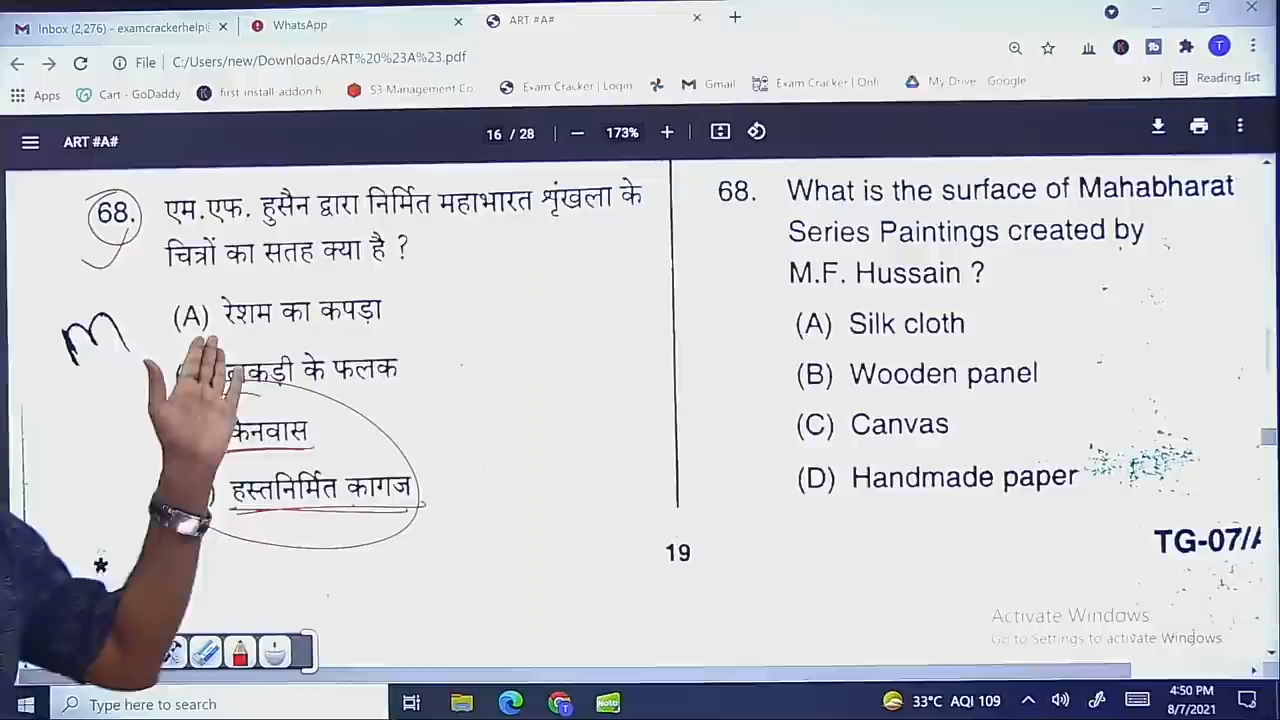 Inbox (2,276) - examcrackerhelp@
WhatsApp
ART #A#
File | C:/Users/new/Downloads/ART%20%23A%23.pdf
Apps
Cart - GoDaddy
first install-addon h
S3 Management Co
Exam Cracker | Login
Gmail
Exam Cracker | Onli
My Drive
Google
Reading list
ART #A#
16 / 28
173%
68. एम.एफ. हुसैन द्वारा निर्मित महाभारत शृंखला के
चित्रों का सतह क्या है ?
(A) रेशम का कपड़ा
लकड़ी के फलक
केनवास
हस्तनिर्मित कागज
m
*
68. What is the surface of Mahabharat
Series Paintings created by
M.F. Hussain ?
(A) Silk cloth
(B) Wooden panel
(C) Canvas
(D) Handmade paper
19
TG-07/A
Activate Windows
Go to Settings to activate Windows.
Type here to search
Note
33°C AQI 109
4:50 PM
8/7/2021